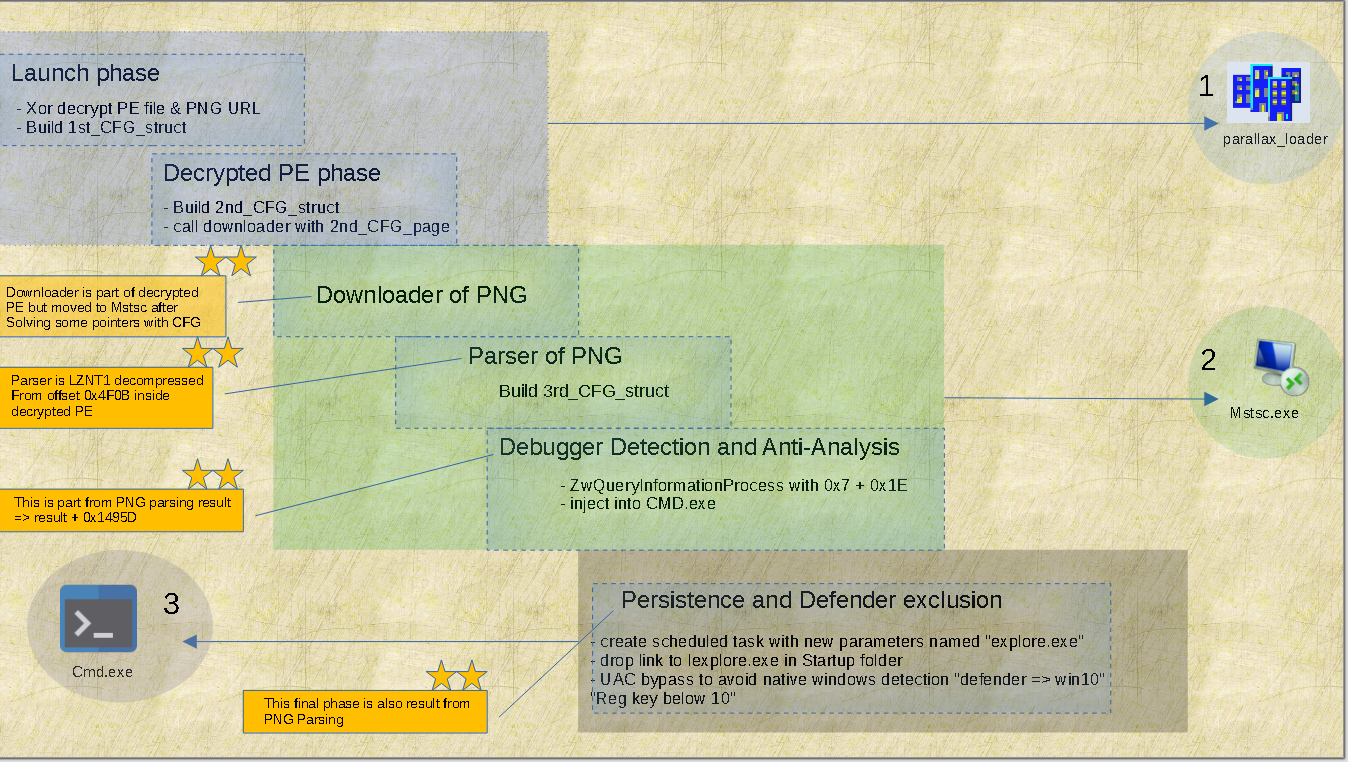 Launch phase
- Xor decrypt PE file & PNG URL
- Build 1st_CFG_struct
1
parallax_loader
Decrypted PE phase
- Build 2nd_CFG_struct
- call downloader with 2nd_CFG_page
Downloader is part of decrypted
PE but moved to Mstsc after
Solving some pointers with CFG
Downloader of PNG
Parser of PNG
Build 3rd_CFG_struct
2
Mstsc.exe
Parser is LZNT1 decompressed
From offset 0x4F0B inside
decrypted PE
Debugger Detection and Anti-Analysis
- ZwQueryInformationProcess with 0x7 + 0x1E
- inject into CMD.exe
This is part from PNG parsing result
=> result + 0x1495D
3
Cmd.exe
Persistence and Defender exclusion
- create scheduled task with new parameters named "explore.exe"
- drop link to Iexplore.exe in Startup folder
- UAC bypass to avoid native windows detection "defender => win10"
"Reg key below 10"
This final phase is also result from
PNG Parsing